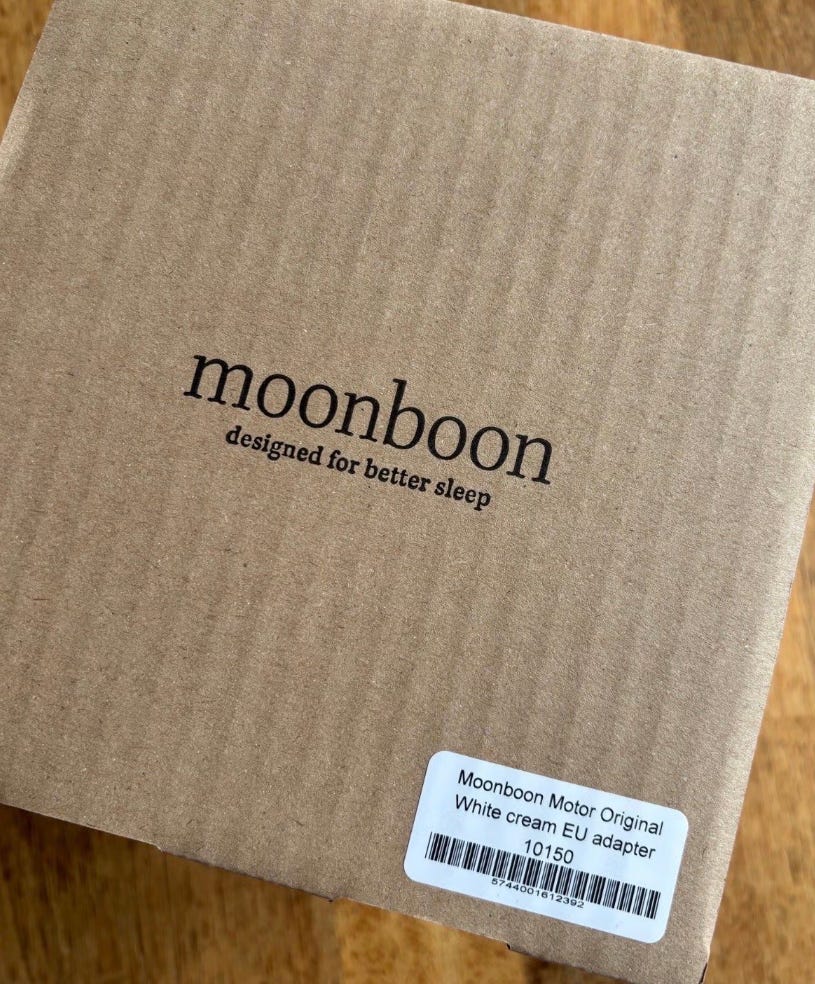 moonboon
designed for better sleep
Moonboon Motor Original
White cream EU adapter
10150
5744001612392